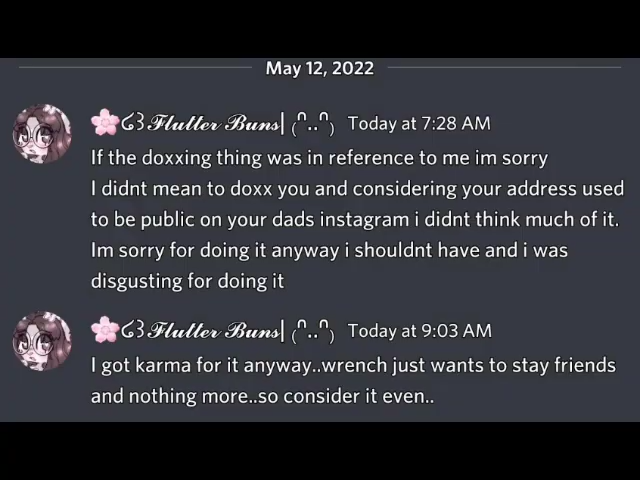 May 12, 2022
🌸૮꒱𝓕𝓵𝓾𝓽𝓽𝓮𝓻 𝓑𝓾𝓷𝓼| ₍ᐢ..ᐢ₎ Today at 7:28 AM
If the doxxing thing was in reference to me im sorry
I didnt mean to doxx you and considering your address used
to be public on your dads instagram i didnt think much of it.
Im sorry for doing it anyway i shouldnt have and i was
disgusting for doing it
🌸૮꒱𝓕𝓵𝓾𝓽𝓽𝓮𝓻 𝓑𝓾𝓷𝓼| ₍ᐢ..ᐢ₎ Today at 9:03 AM
I got karma for it anyway..wrench just wants to stay friends
and nothing more..so consider it even..